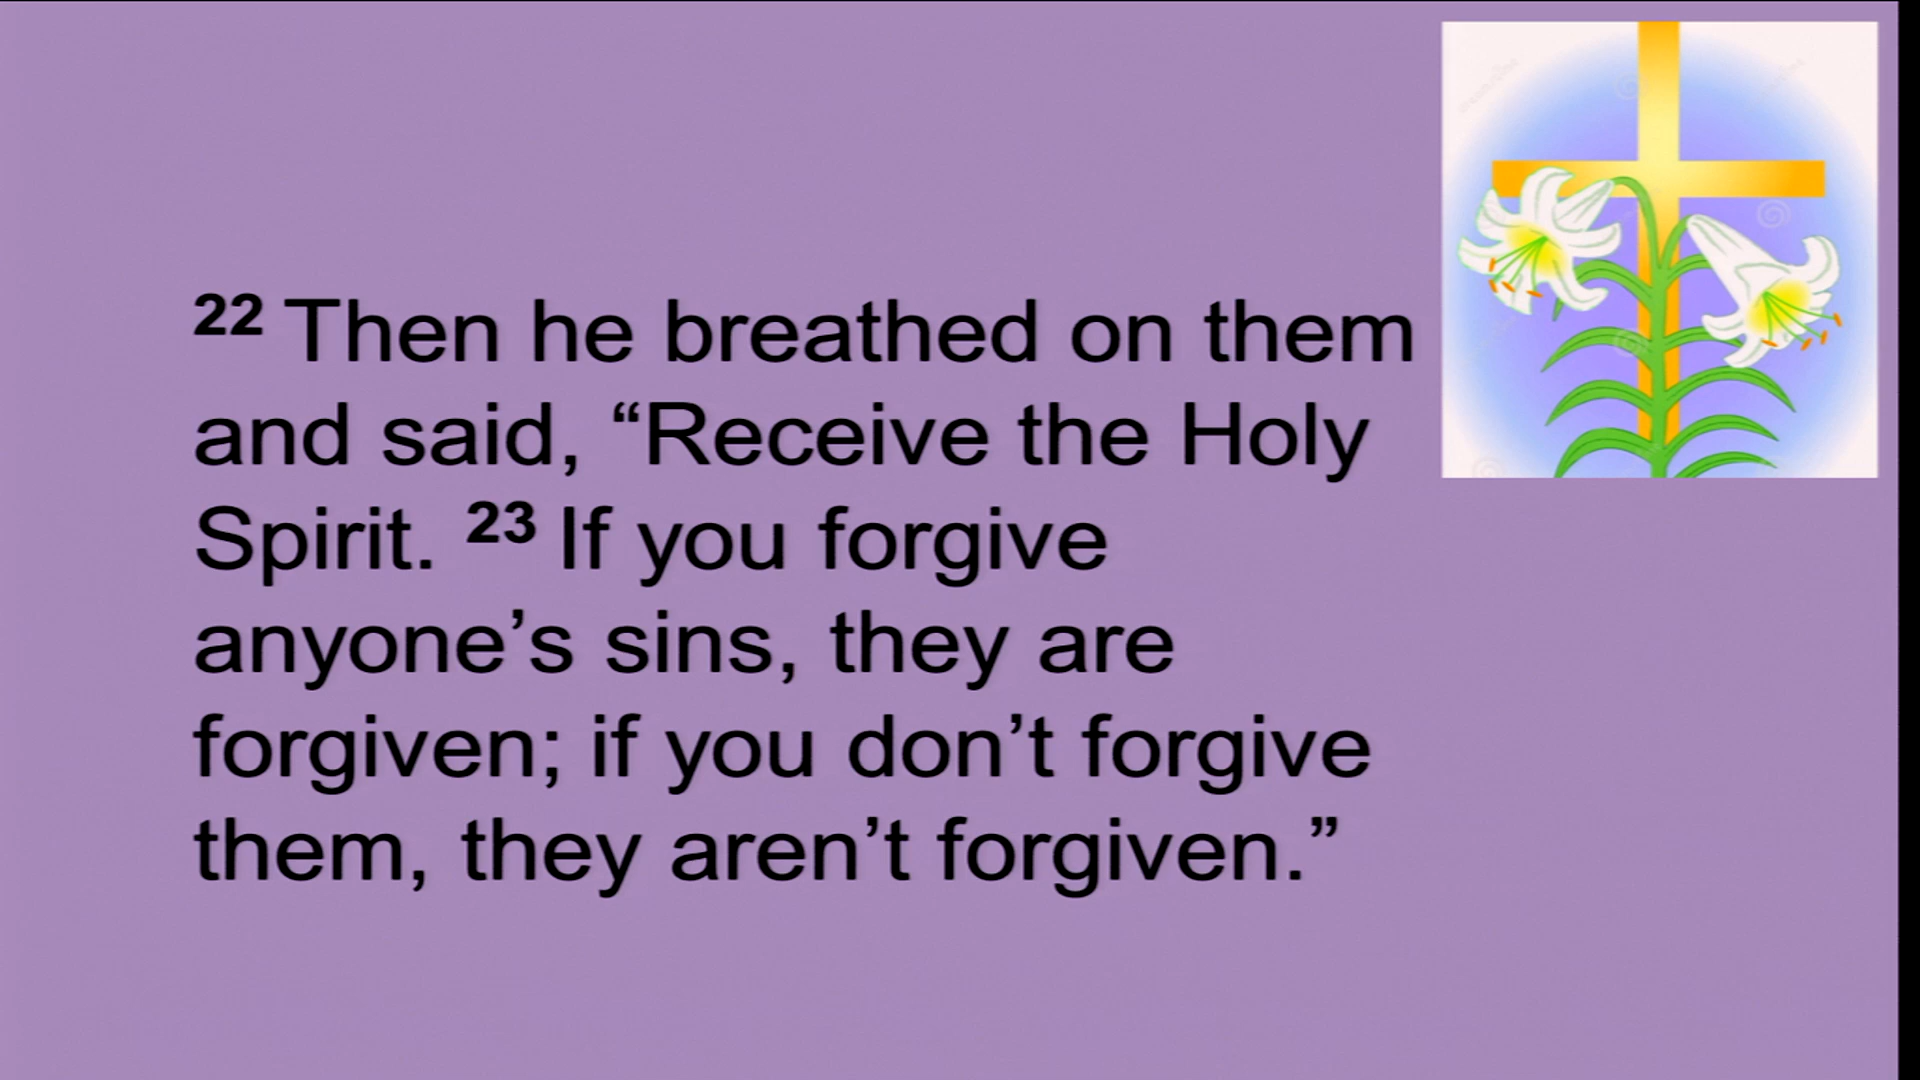 22 Then he breathed on them
and said, “Receive the Holy
Spirit. 23 If you forgive
anyone’s sins, they are
forgiven; if you don’t forgive
them, they aren’t forgiven.”